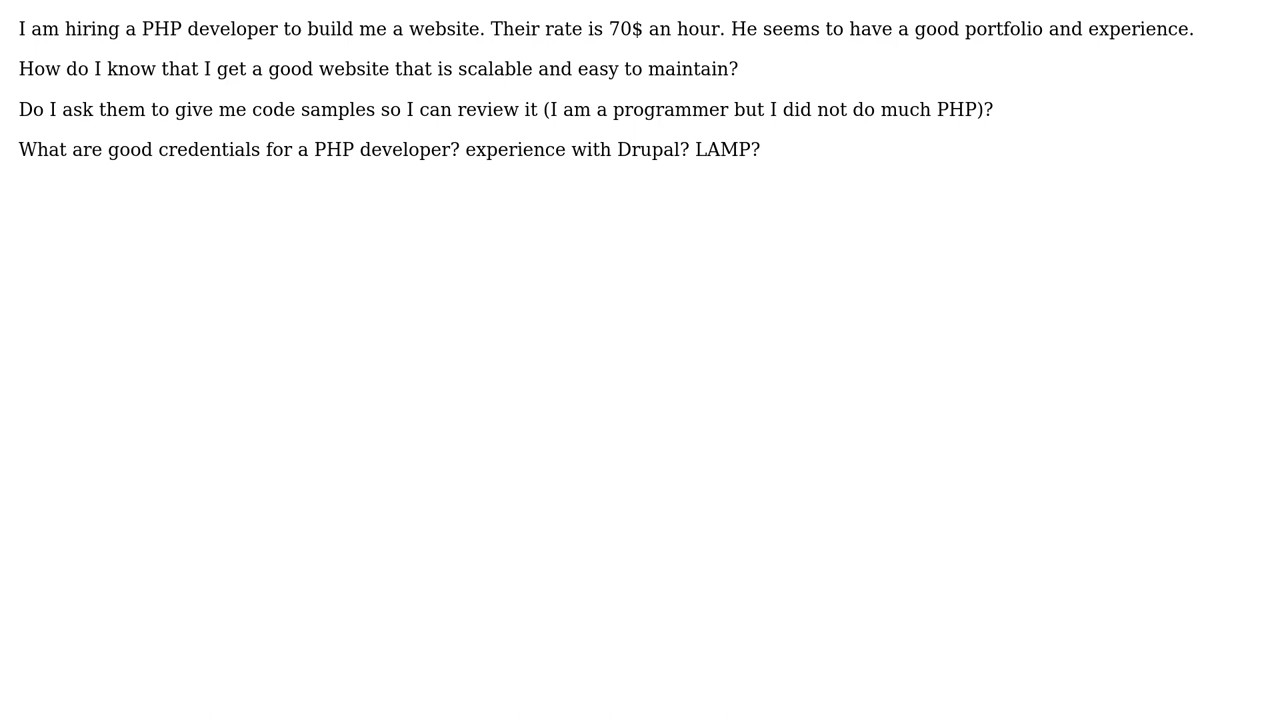 I am hiring a PHP developer to build me a website. Their rate is 70$ an hour. He seems to have a good portfolio and experience.
How do I know that I get a good website that is scalable and easy to maintain?
Do I ask them to give me code samples so I can review it (I am a programmer but I did not do much PHP)?
What are good credentials for a PHP developer? experience with Drupal? LAMP?